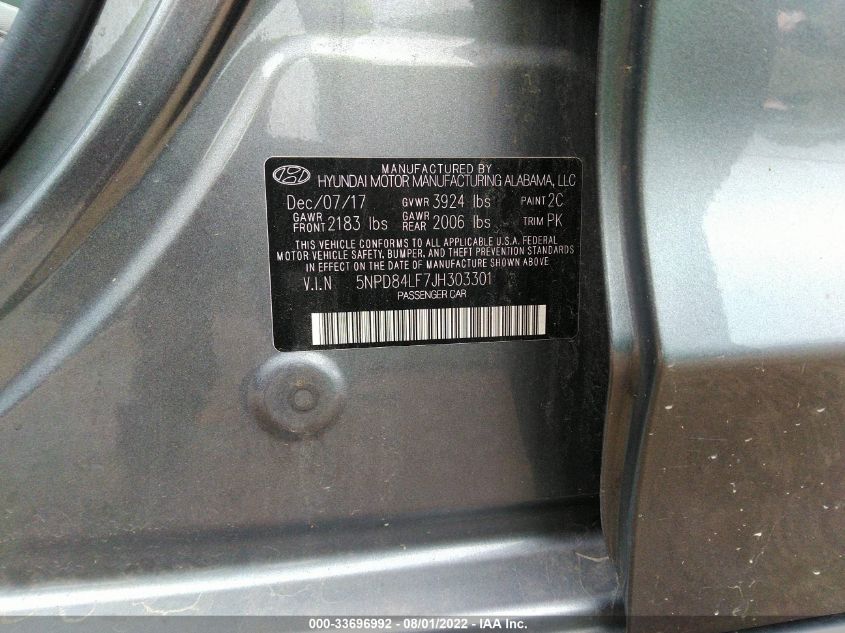 MANUFACTURED BY
HYUNDAI MOTOR MANUFACTURING ALABAMA, LLC
Dec/07/17 GVWR 3924 lbs PAINT 2C
GAWR FRONT 2183 lbs GAWR REAR 2006 lbs TRIM PK
THIS VEHICLE CONFORMS TO ALL APPLICABLE U.S.A. FEDERAL
MOTOR VEHICLE SAFETY, BUMPER, AND THEFT PREVENTION STANDARDS
IN EFFECT ON THE DATE OF MANUFACTURE SHOWN ABOVE.
V.I.N 5NPD84LF7JH303301
PASSENGER CAR
000-33696992 - 08/01/2022 - IAA Inc.